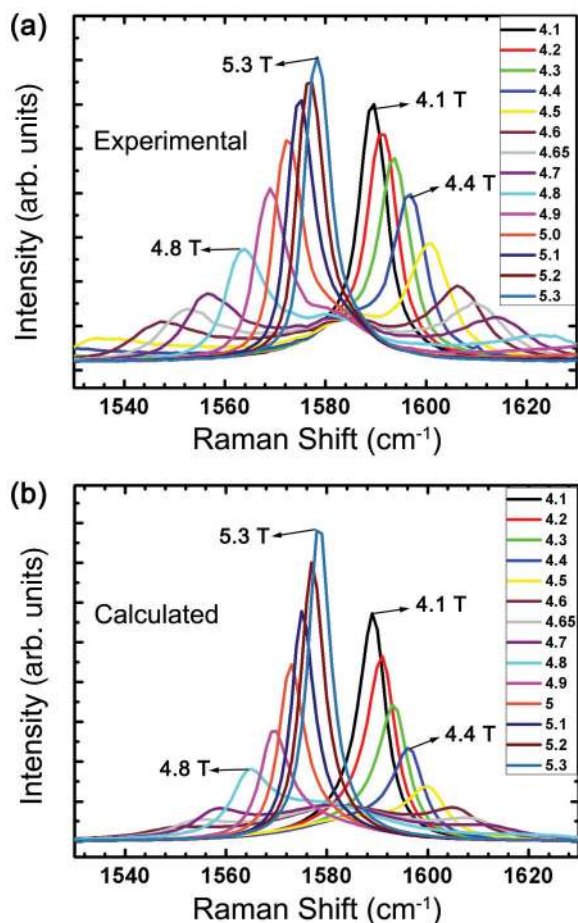 (a)
5.3 T
Experimental
4.1 T
4.4 T
4.8 T
4.1
4.2
4.3
4.4
4.5
4.6
4.65
4.7
4.8
4.9
5.0
5.1
5.2
5.3
Intensity (arb. units)
1540 1560 1580 1600 1620
Raman Shift (cm⁻¹)
(b)
5.3 T
Calculated
4.1 T
4.4 T
4.8 T
4.1
4.2
4.3
4.4
4.5
4.6
4.65
4.7
4.8
4.9
5
5.1
5.2
5.3
Intensity (arb. units)
1540 1560 1580 1600 1620
Raman Shift (cm⁻¹)